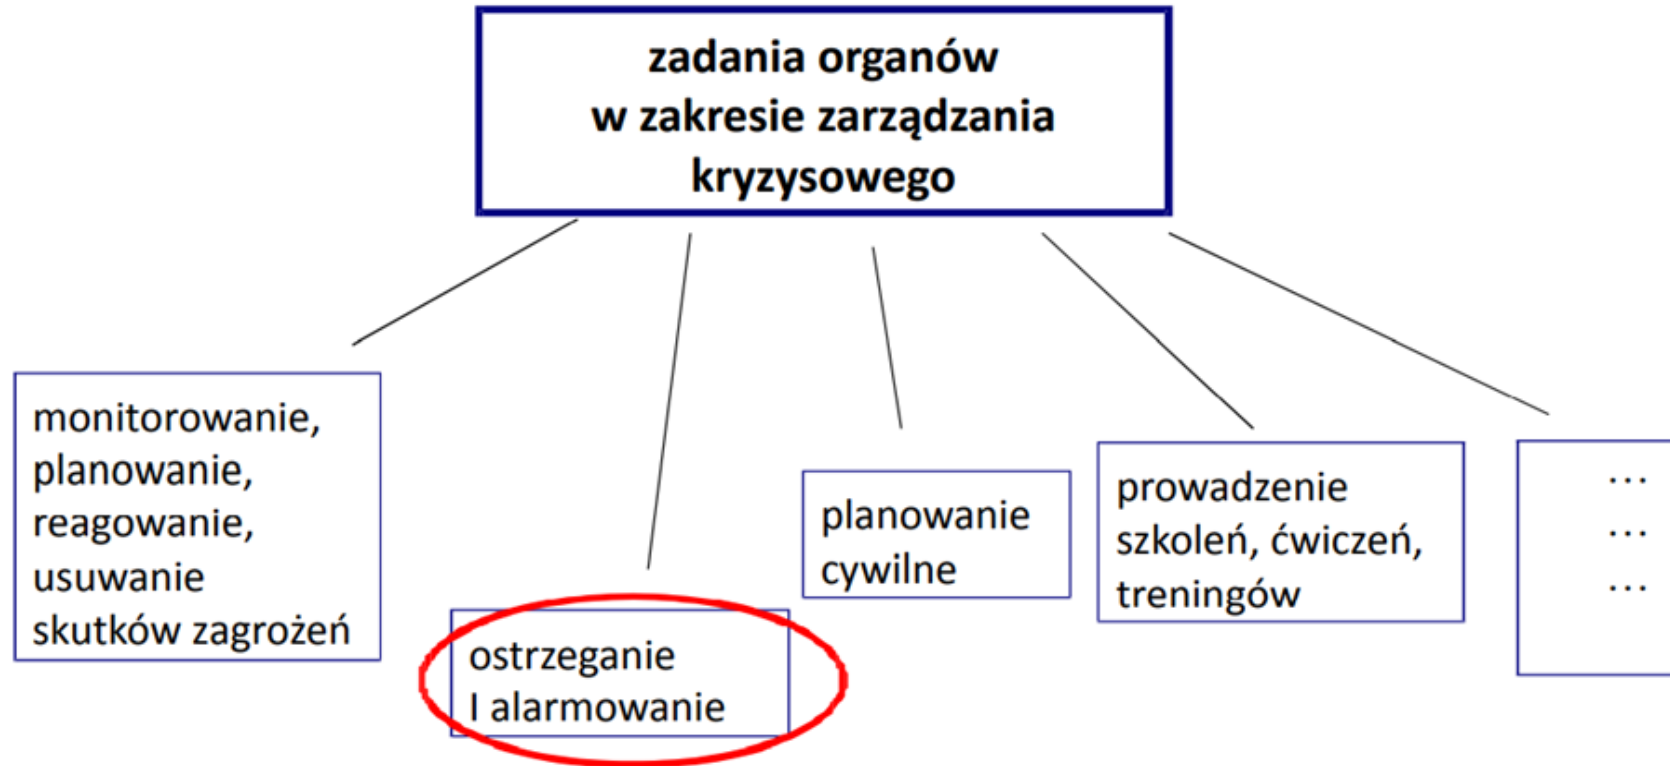 zadania organów
w zakresie zarządzania
kryzysowego
monitorowanie,
planowanie,
reagowanie,
usuwanie
skutków zagrożeń
ostrzeganie
I alarmowanie
planowanie
cywilne
prowadzenie
szkoleń, ćwiczeń,
treningów
...
...
...